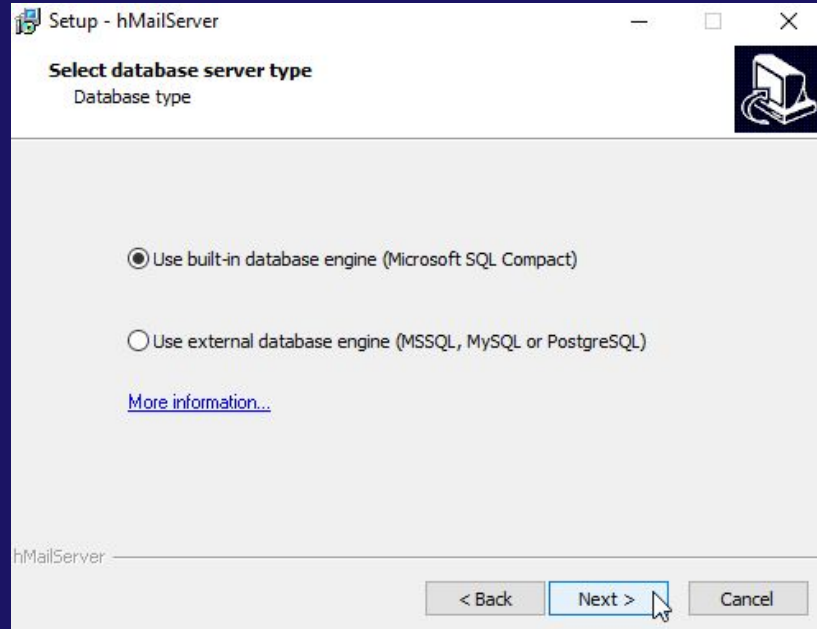 Setup - hMailServer
Select database server type
Database type
Use built-in database engine (Microsoft SQL Compact)
Use external database engine (MSSQL, MySQL or PostgreSQL)
More information...
hMailServer
< Back
Next >
Cancel